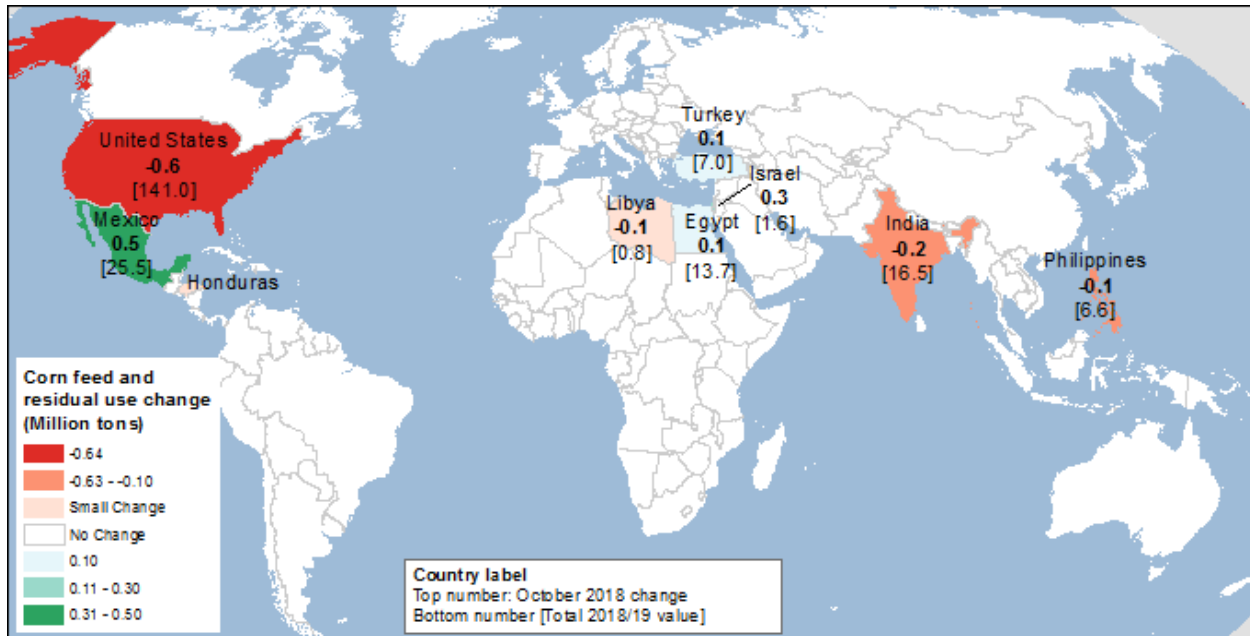 United States
-0.6
[141.0]
Mexico
0.5
[25.5]
Honduras
Turkey
0.1
[7.0]
Israel
0.3
[1.6]
Libya
-0.1
[0.8]
Egypt
0.1
[13.7]
India
-0.2
[16.5]
Philippines
-0.1
[6.6]
Corn feed and
residual use change
(Million tons)
-0.64
-0.63 - -0.10
Small Change
No Change
0.10
0.11 - 0.30
0.31 - 0.50
Country label
Top number: October 2018 change
Bottom number [Total 2018/19 value]